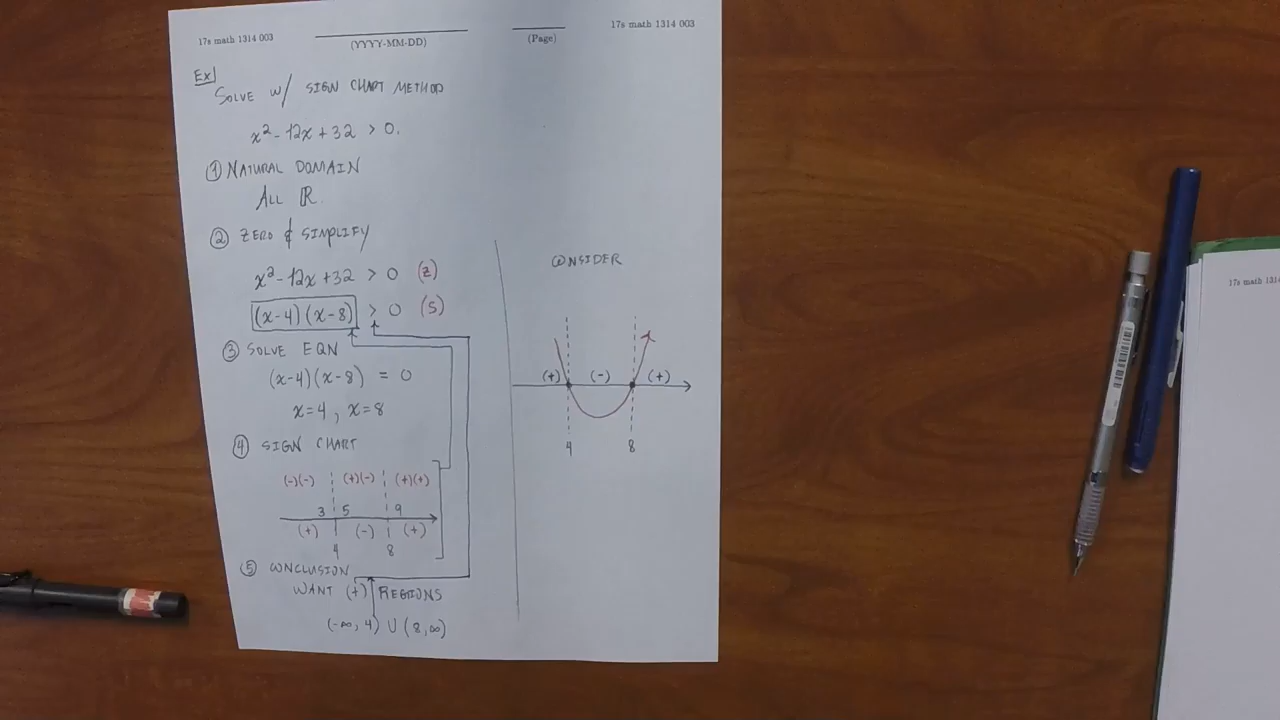 17s math 1314 003
(YYYY-MM-DD)
(Page)
17s math 1314 003
Ex)
SOLVE W/ SIGN CHART METHOD
x² - 12x + 32 > 0.
① NATURAL DOMAIN
ALL ℝ.
② ZERO & SIMPLIFY
x² - 12x + 32 > 0 (Z)
(x-4)(x-8) > 0 (S)
③ SOLVE EQN
(x-4)(x-8) = 0
x=4, x=8
④ SIGN CHART
(-)(-) (+)(-) (+)(+)
3 5 9
(+) (-) (+)
4 8
⑤ CONCLUSION
WANT (+) REGIONS
(-∞, 4) ∪ (8, ∞)
CONSIDER
(+) (-) (+)
4 8
17s math 1314